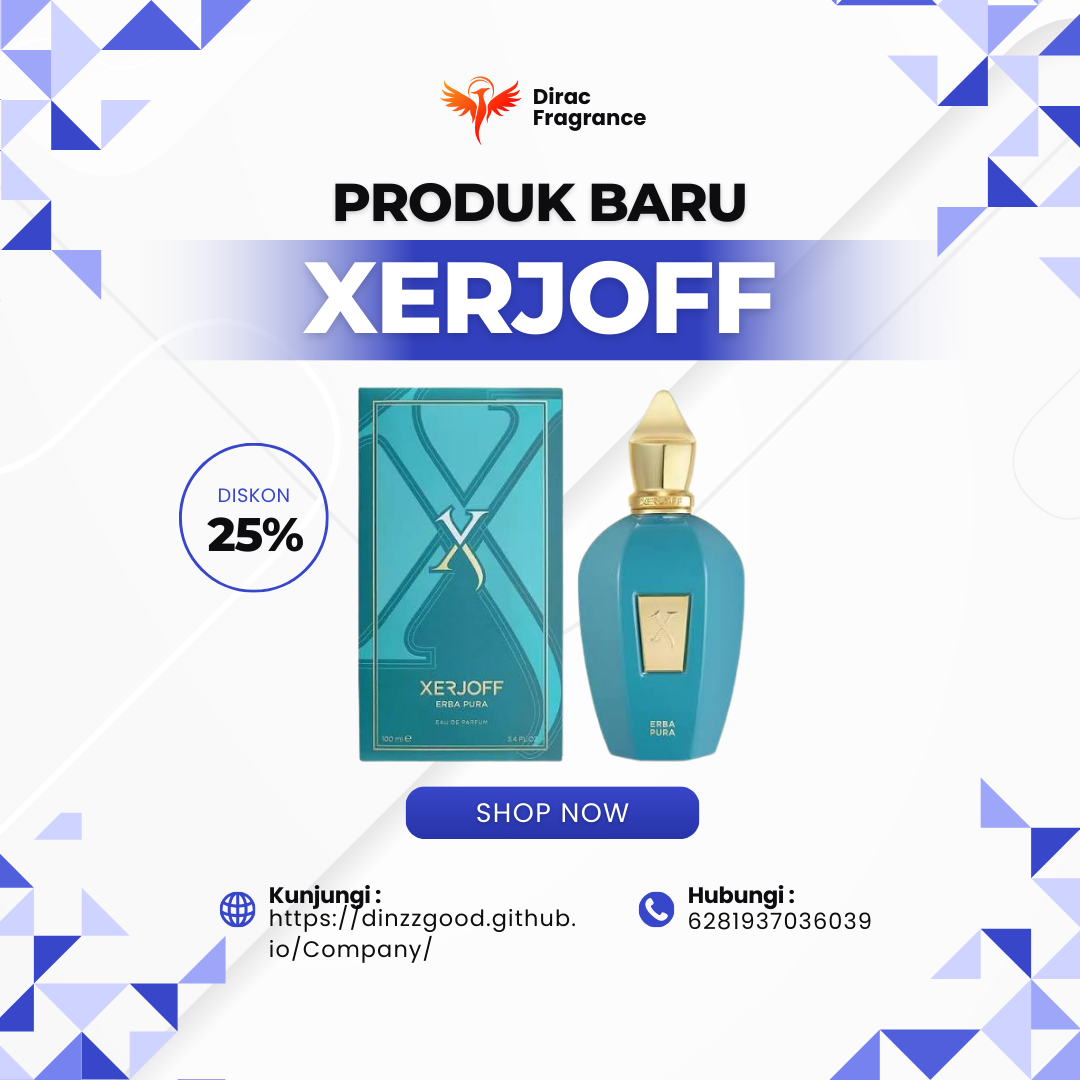 Dirac
Fragrance
PRODUK BARU
XERJOFF
DISKON
25%
X
XERJOFF
ERBA PURA
EAU DE PARFUM
100 ml ℮
3.4 FL OZ
XERJOFF
X
ERBA
PURA
SHOP NOW
Kunjungi :
https://dinzzgood.github.
io/Company/
Hubungi :
6281937036039